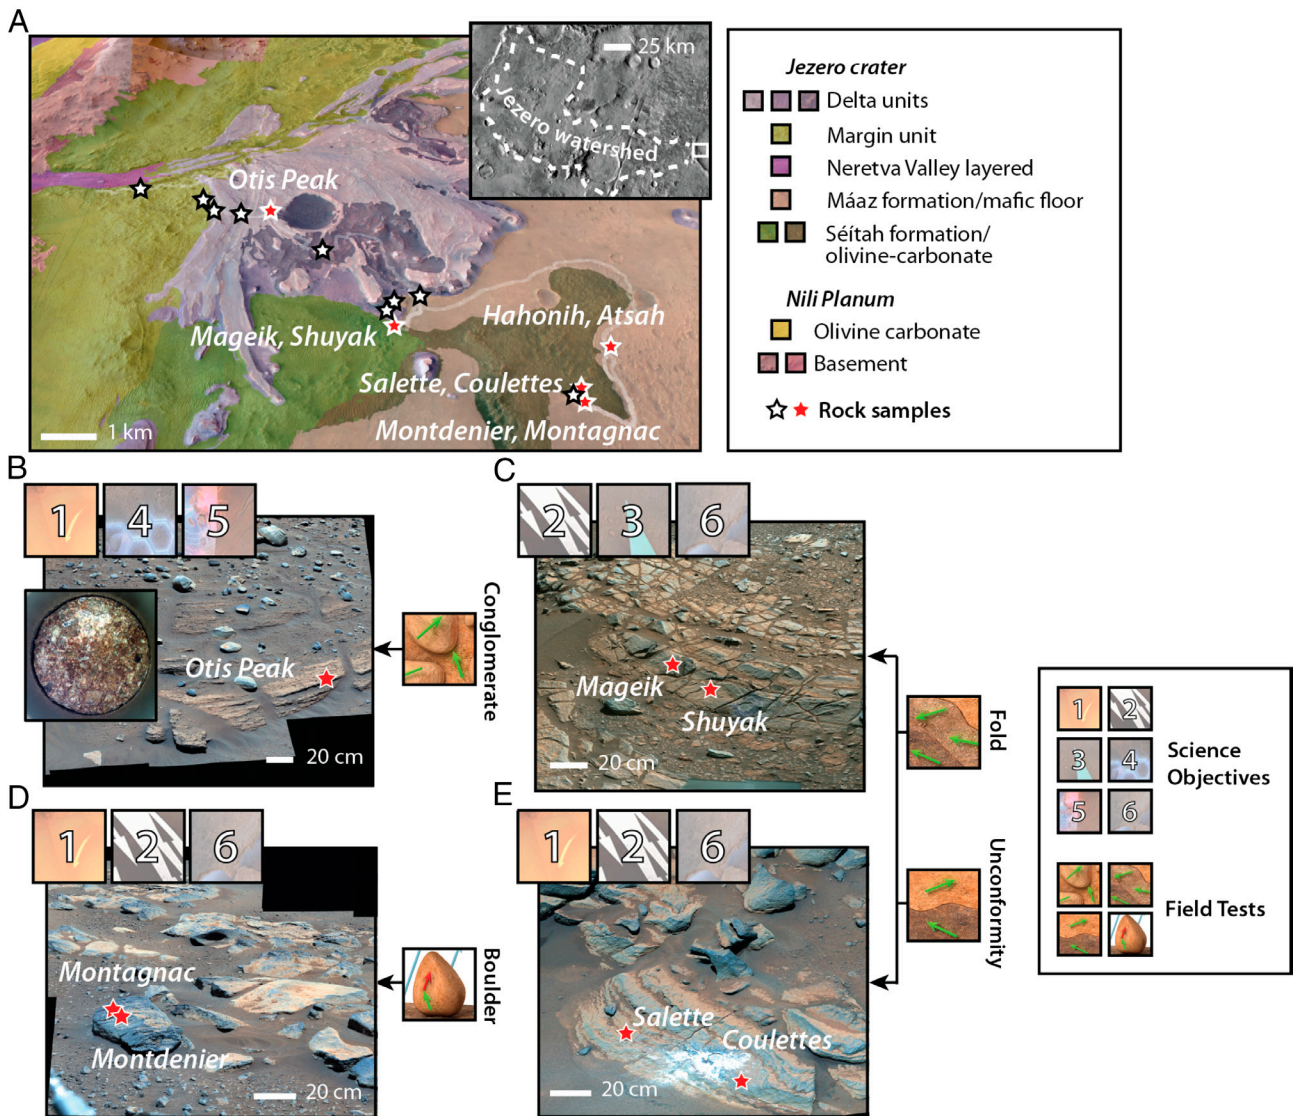 A
25 km
Jezero watershed
Otis Peak
Hahonih, Atsah
Mageik, Shuyak
Salette, Coulettes
Montdenier, Montagnac
1 km
Jezero crater
Delta units
Margin unit
Neretva Valley layered
Máaz formation/mafic floor
Séítah formation/
olivine-carbonate
Nili Planum
Olivine carbonate
Basement
Rock samples
B
1 4 5
Otis Peak
20 cm
Conglomerate
C
2 3 6
Mageik
Shuyak
20 cm
Fold
Unconformity
D
1 2 6
Montagnac
Montdenier
20 cm
Boulder
E
1 2 6
Salette
Coulettes
20 cm
1 2
3 4
5 6
Science
Objectives
Field Tests